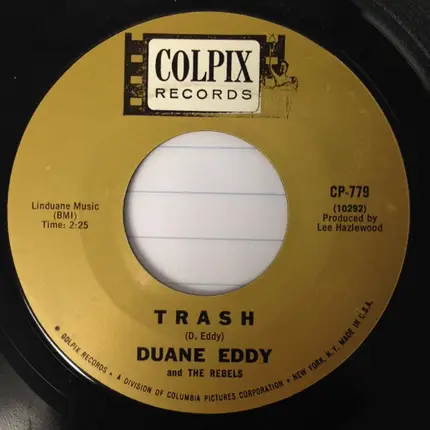 COLPIX
RECORDS
Linduane Music
(BMI)
Time: 2:25
CP-779
(10292)
Produced by
Lee Hazlewood
TRASH
(D. Eddy)
DUANE EDDY
and THE REBELS
• COLPIX RECORDS • A DIVISION OF COLUMBIA PICTURES CORPORATION • NEW YORK, N.Y. MADE IN U.S.A.